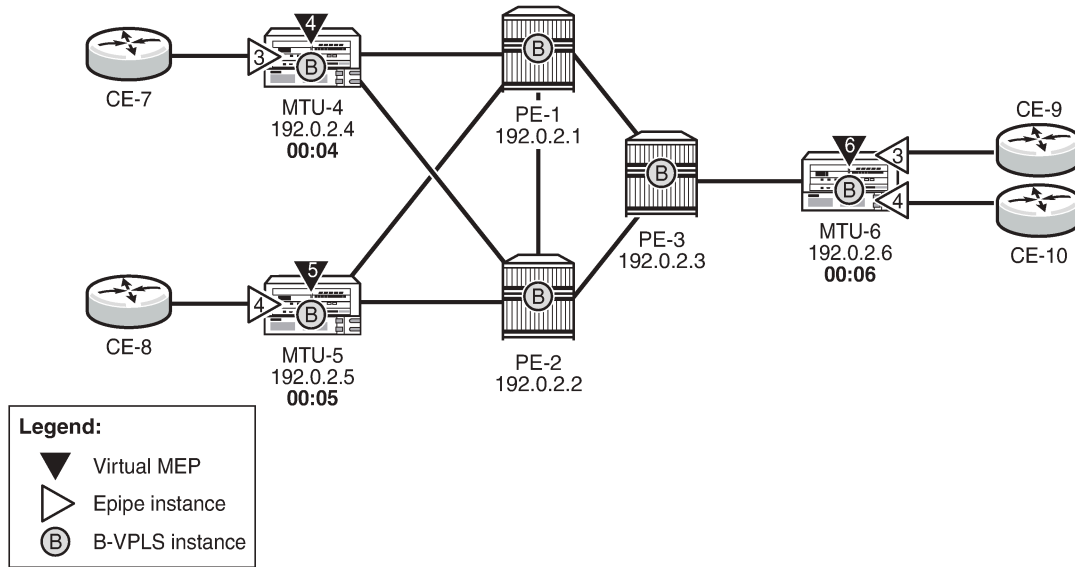 4
3
B
CE-7
MTU-4
192.0.2.4
00:04
B
PE-1
192.0.2.1
B
PE-3
192.0.2.3
6
3
4
B
MTU-6
192.0.2.6
00:06
CE-9
CE-10
5
4
B
CE-8
MTU-5
192.0.2.5
00:05
B
PE-2
192.0.2.2
Legend:
Virtual MEP
Epipe instance
B B-VPLS instance